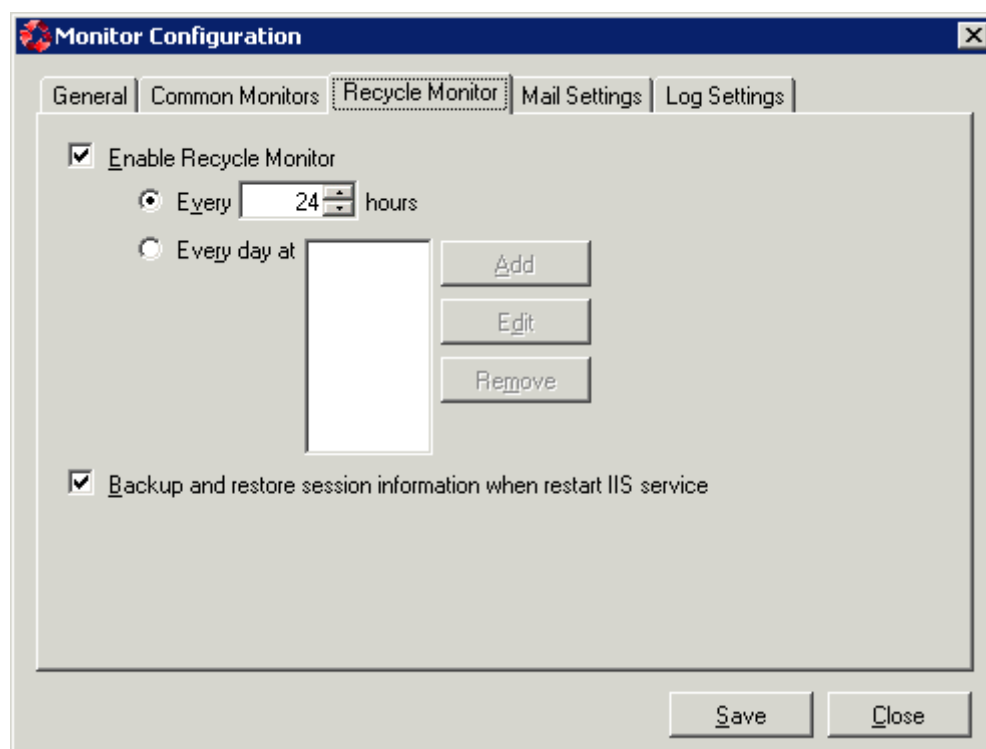 Monitor Configuration
General
Common Monitors
Recycle Monitor
Mail Settings
Log Settings
Enable Recycle Monitor
Every 24 hours
Every day at
Add
Edit
Remove
Backup and restore session information when restart IIS service
Save
Close